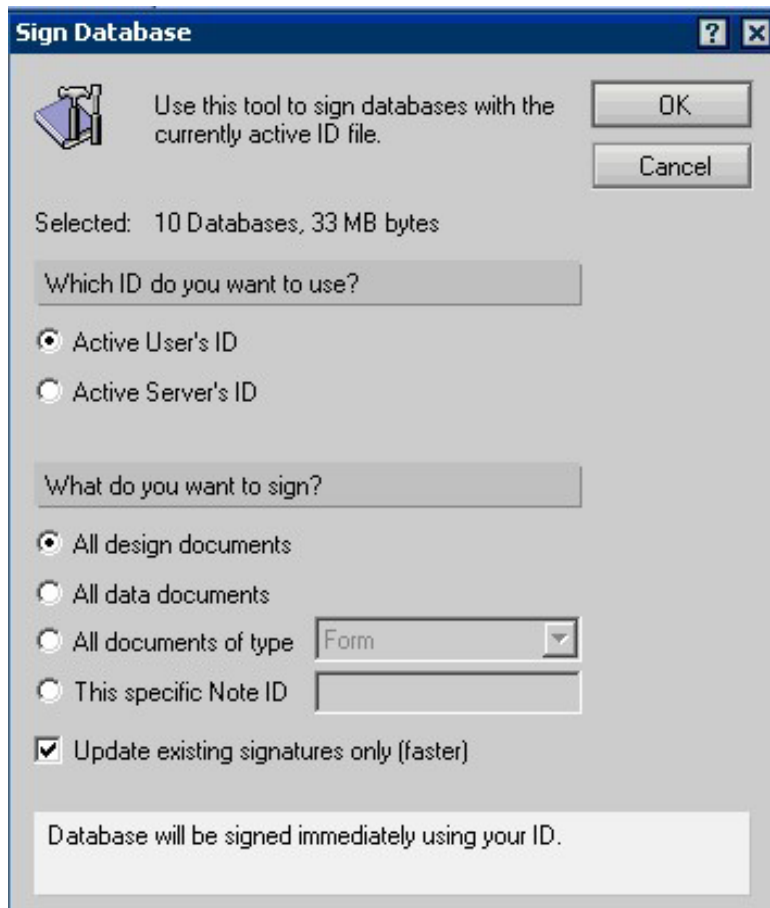 Sign Database
Use this tool to sign databases with the
currently active ID file.
OK
Cancel
Selected: 10 Databases, 33 MB bytes
Which ID do you want to use?
Active User's ID
Active Server's ID
What do you want to sign?
All design documents
All data documents
All documents of type Form
This specific Note ID
Update existing signatures only (faster)
Database will be signed immediately using your ID.